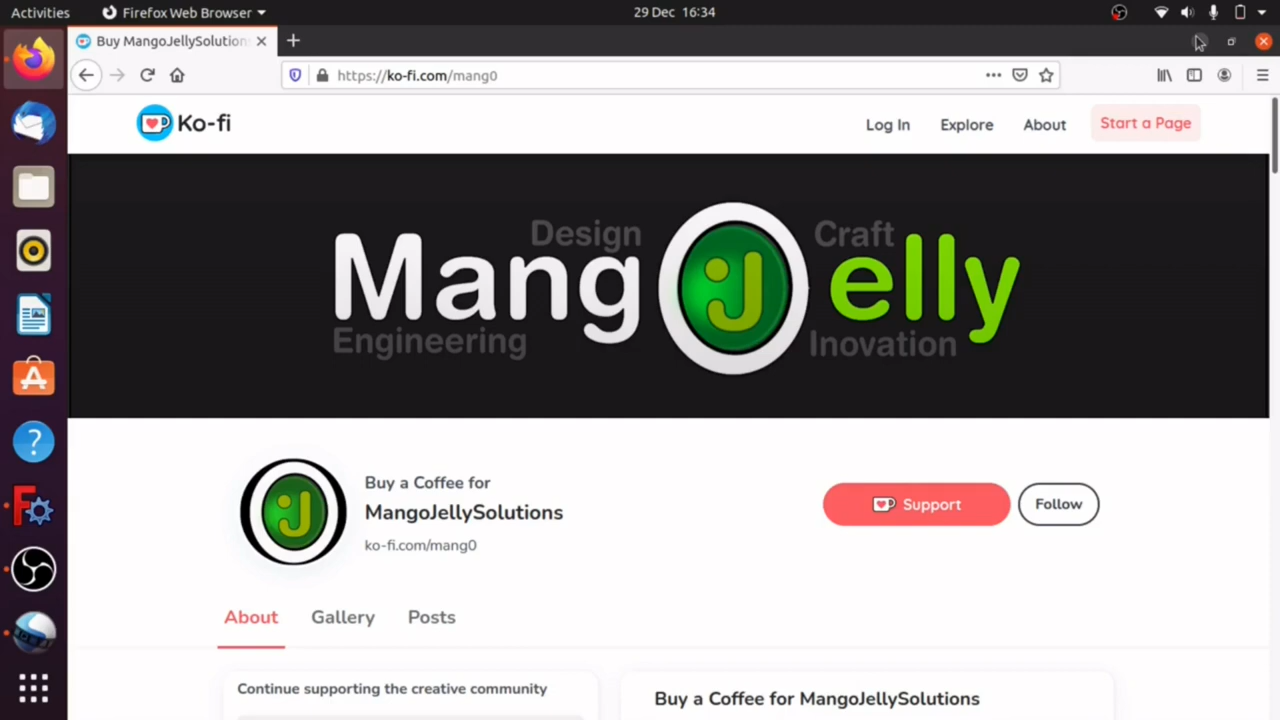 Activities
Firefox Web Browser
29 Dec 16:34
Buy MangoJellySolution
https://ko-fi.com/mang0
Ko-fi
Log In
Explore
About
Start a Page
Design
Craft
Mang
J
elly
Engineering
Inovation
Buy a Coffee for
MangoJellySolutions
ko-fi.com/mang0
Support
Follow
About
Gallery
Posts
Continue supporting the creative community
Buy a Coffee for MangoJellySolutions